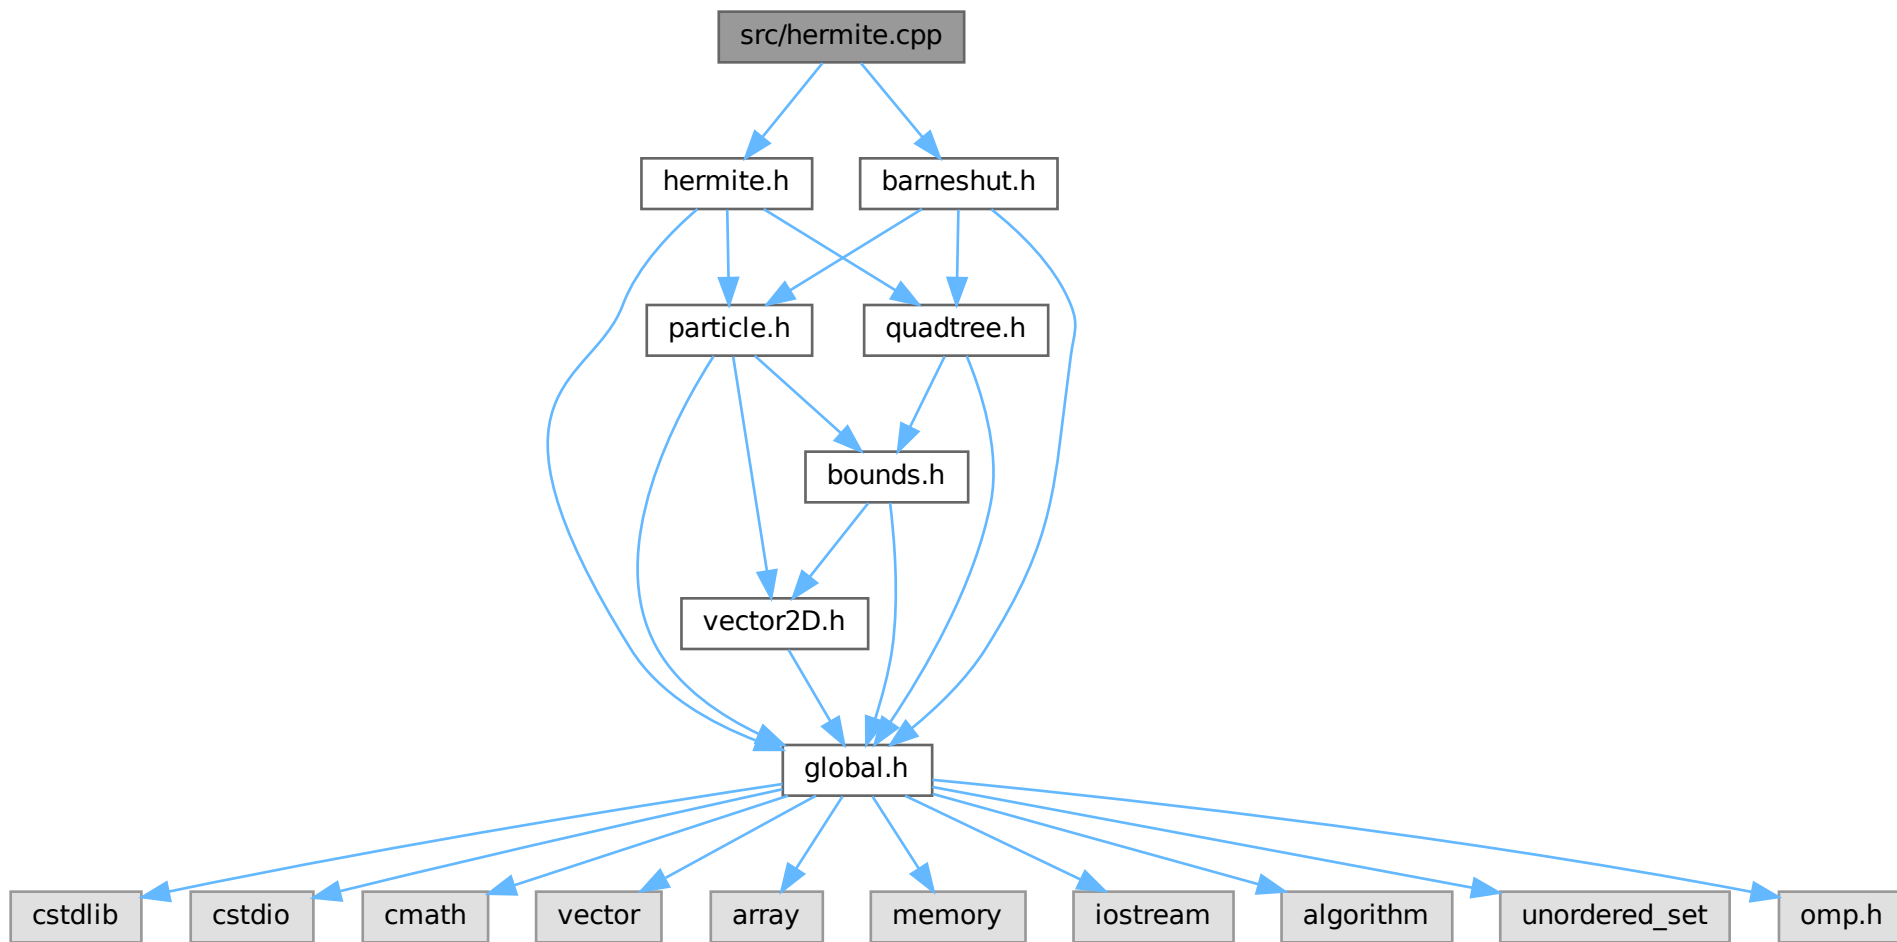 src/hermite.cpp
hermite.h
barneshut.h
particle.h
quadtree.h
bounds.h
vector2D.h
global.h
cstdlib
cstdio
cmath
vector
array
memory
iostream
algorithm
unordered_set
omp.h